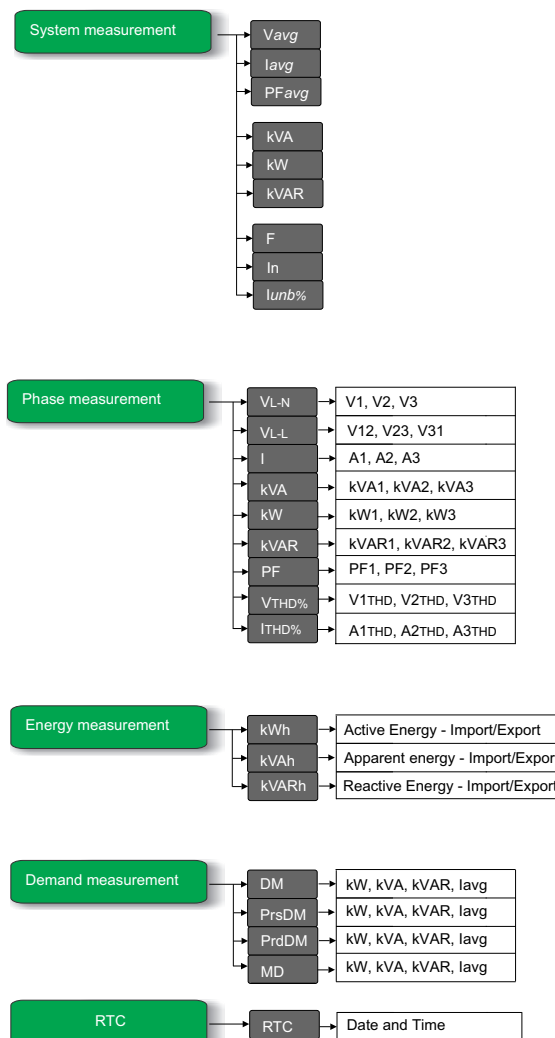 System measurement
Vavg
Iavg
PFavg
kVA
kW
kVAR
F
In
Iunb%
Phase measurement
VL-N V1, V2, V3
VL-L V12, V23, V31
I A1, A2, A3
kVA kVA1, kVA2, kVA3
kW kW1, kW2, kW3
kVAR kVAR1, kVAR2, kVAR3
PF PF1, PF2, PF3
VTHD% V1THD, V2THD, V3THD
ITHD% A1THD, A2THD, A3THD
Energy measurement
kWh Active Energy - Import/Export
kVAh Apparent energy - Import/Export
kVARh Reactive Energy - Import/Export
Demand measurement
DM kW, kVA, kVAR, Iavg
PrsDM kW, kVA, kVAR, Iavg
PrdDM kW, kVA, kVAR, Iavg
MD kW, kVA, kVAR, Iavg
RTC RTC Date and Time